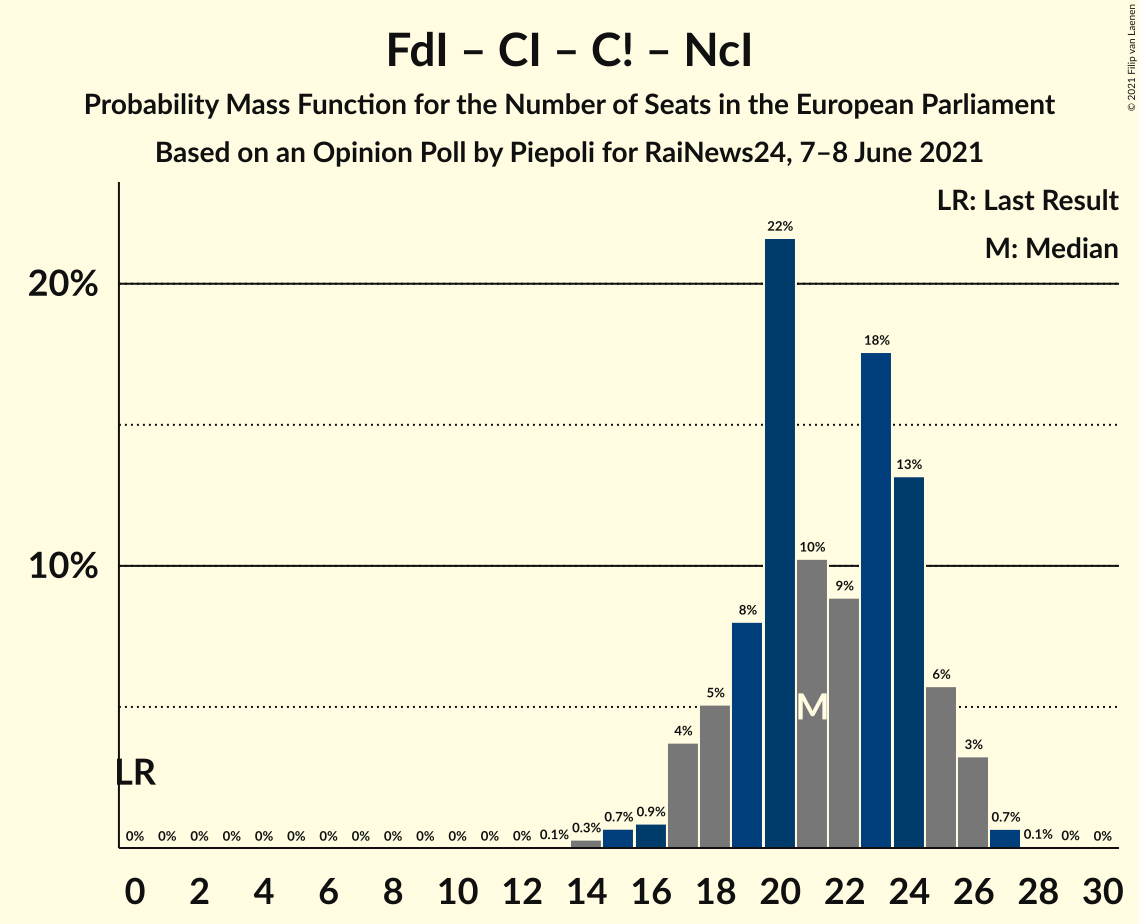 FdI – CI – C! – NcI
Probability Mass Function for the Number of Seats in the European Parliament
Based on an Opinion Poll by Piepoli for RaiNews24, 7–8 June 2021
© 2021 Filip van Laenen
LR: Last Result
M: Median
22%
20%
18%
13%
10%
10%
9%
8%
6%
5%
M
4%
3%
LR
0% 0% 0% 0% 0% 0% 0% 0% 0% 0% 0% 0% 0% 0.1% 0.3% 0.7% 0.9% 0.7% 0.1% 0% 0%
0 2 4 6 8 10 12 14 16 18 20 22 24 26 28 30